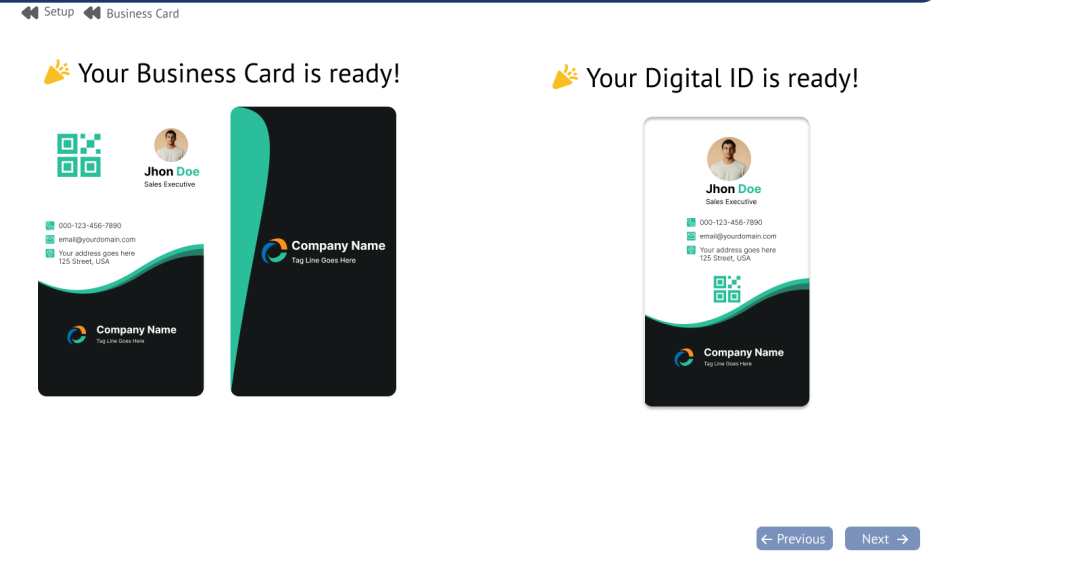 Setup
Business Card
Your Business Card is ready!
Jhon Doe
Sales Executive
000-123-456-7890
email@yourdomain.com
Your address goes here
125 Street, USA
Company Name
Tag Line Goes Here
Company Name
Tag Line Goes Here
Your Digital ID is ready!
Jhon Doe
Sales Executive
000-123-456-7890
email@yourdomain.com
Your address goes here
125 Street, USA
Company Name
Tag Line Goes Here
← Previous
Next →